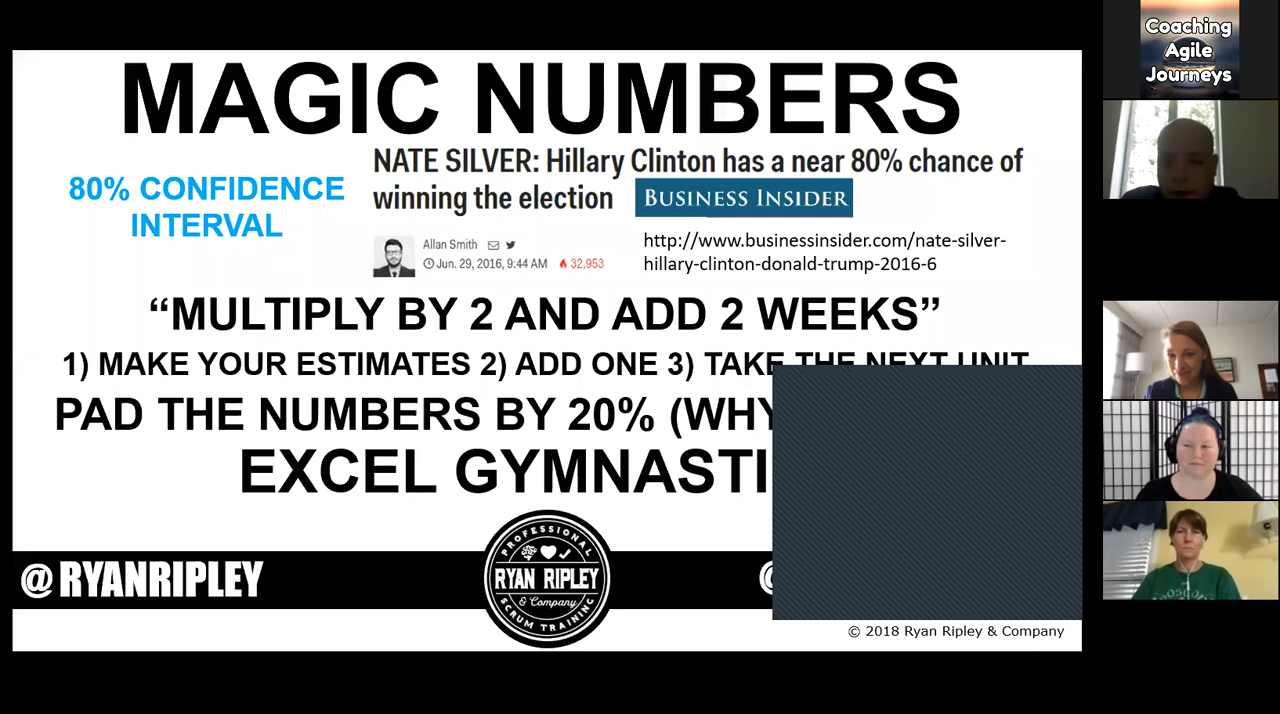 MAGIC NUMBERS
NATE SILVER: Hillary Clinton has a near 80% chance of
winning the election BUSINESS INSIDER
80% CONFIDENCE
INTERVAL
Allan Smith
Jun. 29, 2016, 9:44 AM 32,953
http://www.businessinsider.com/nate-silver-
hillary-clinton-donald-trump-2016-6
“MULTIPLY BY 2 AND ADD 2 WEEKS”
1) MAKE YOUR ESTIMATES 2) ADD ONE 3) TAKE THE NEXT UNIT
PAD THE NUMBERS BY 20% (WHY
EXCEL GYMNASTI
@RYANRIPLEY
PROFESSIONAL
RYAN RIPLEY
& Company
SCRUM TRAINING
@
© 2018 Ryan Ripley & Company
Coaching
Agile
Journeys